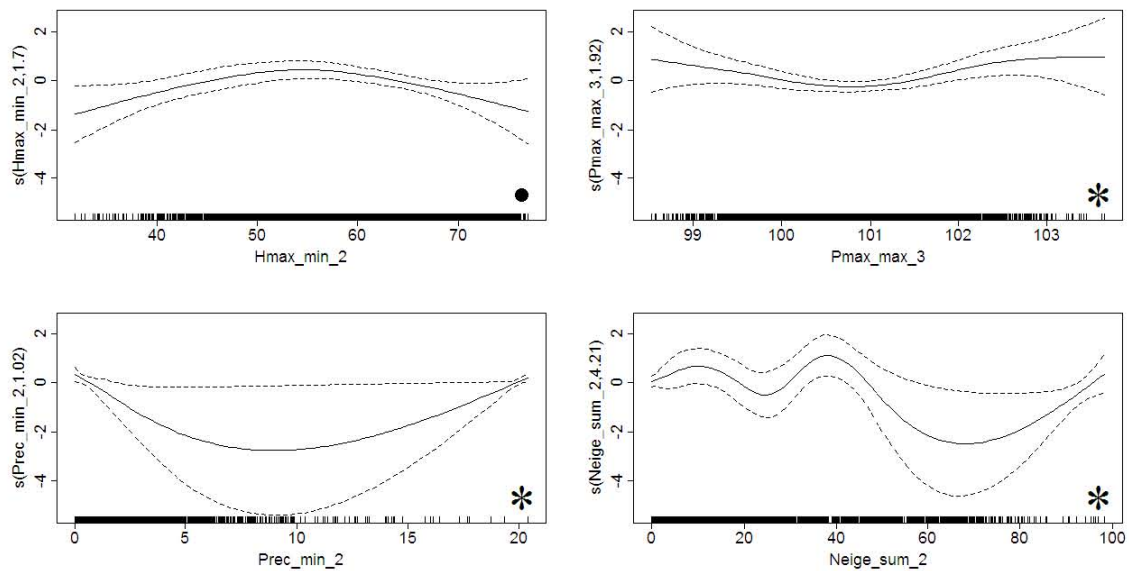 s(Hmax_min_2,1.7)
2
0
-2
-4
40 50 60 70
Hmax_min_2
s(Pmax_max_3,1.92)
2
0
-2
-4
99 100 101 102 103
Pmax_max_3
s(Prec_min_2,1.02)
2
0
-2
-4
0 5 10 15 20
Prec_min_2
s(Neige_sum_2,4.21)
2
0
-2
-4
0 20 40 60 80 100
Neige_sum_2